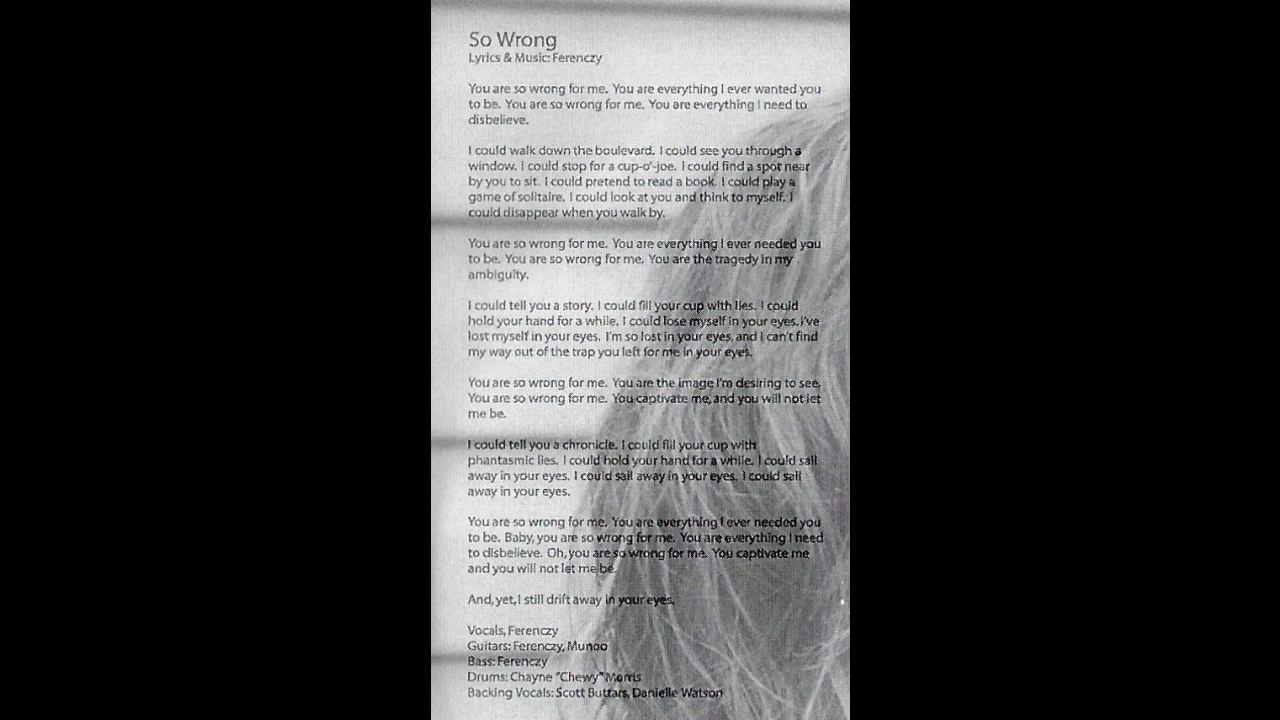 So Wrong
Lyrics & Music: Ferenczy
You are so wrong for me. You are everything I ever wanted you
to be. You are so wrong for me. You are everything I need to
disbelieve.
I could walk down the boulevard. I could see you through a
window. I could stop for a cup-o'-joe. I could find a spot near
by you to sit. I could pretend to read a book. I could play a
game of solitaire. I could look at you and think to myself. I
could disappear when you walk by.
You are so wrong for me. You are everything I ever needed you
to be. You are so wrong for me. You are the tragedy in my
ambiguity.
I could tell you a story. I could fill your cup with lies. I could
hold your hand for a while. I could lose myself in your eyes. I've
lost myself in your eyes. I'm so lost in your eyes, and I can't find
my way out of the trap you left for me in your eyes.
You are so wrong for me. You are the image I'm desiring to see.
You are so wrong for me. You captivate me, and you will not let
me be.
I could tell you a chronicle. I could fill your cup with
phantasmic lies. I could hold your hand for a while. I could sail
away in your eyes. I could sail away in your eyes. I could sail
away in your eyes.
You are so wrong for me. You are everything I ever needed you
to be. Baby, you are so wrong for me. You are everything I need
to disbelieve. Oh, you are so wrong for me. You captivate me
and you will not let me be.
And, yet, I still drift away in your eyes.
Vocals, Ferenczy
Guitars: Ferenczy, Munoo
Bass: Ferenczy
Drums: Chayne "Chewy" Morris
Backing Vocals: Scott Buttars, Danielle Watson